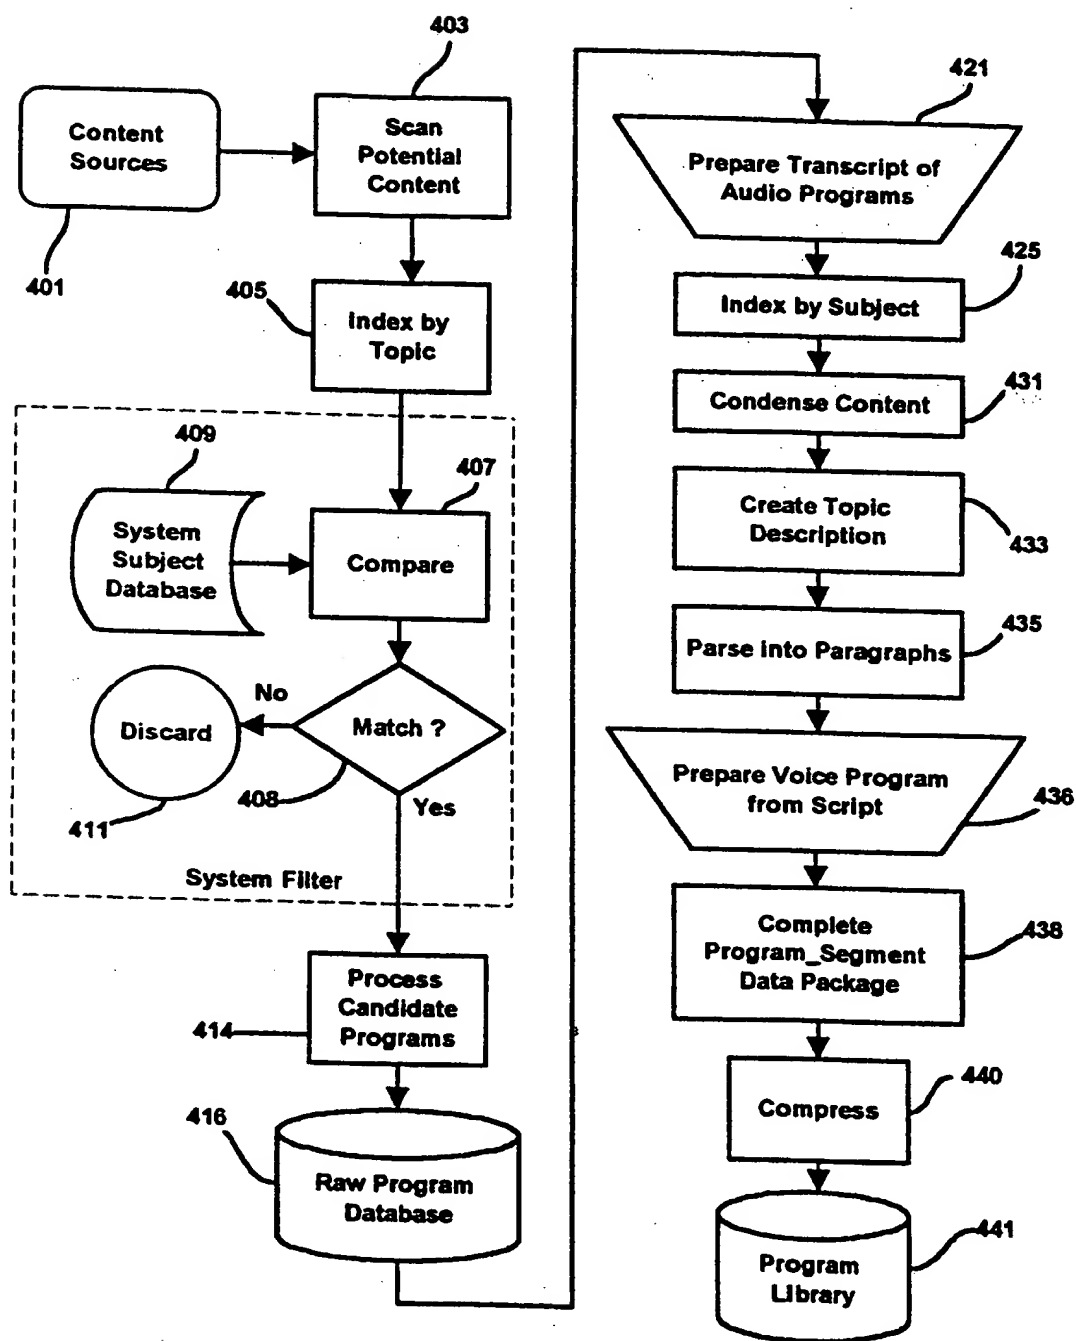 403
Content
Sources
Scan
Potential
Content
401
405
Index by
Topic
409
407
System
Subject
Database
Compare
No
Discard
Match ?
408
Yes
411
System Filter
Process
Candidate
Programs
414
416
Raw Program
Database
421
Prepare Transcript of
Audio Programs
425
Index by Subject
Condense Content
431
Create Topic
Description
433
435
Parse into Paragraphs
Prepare Voice Program
from Script
436
Complete
Program_Segment
Data Package
438
440
Compress
441
Program
Library